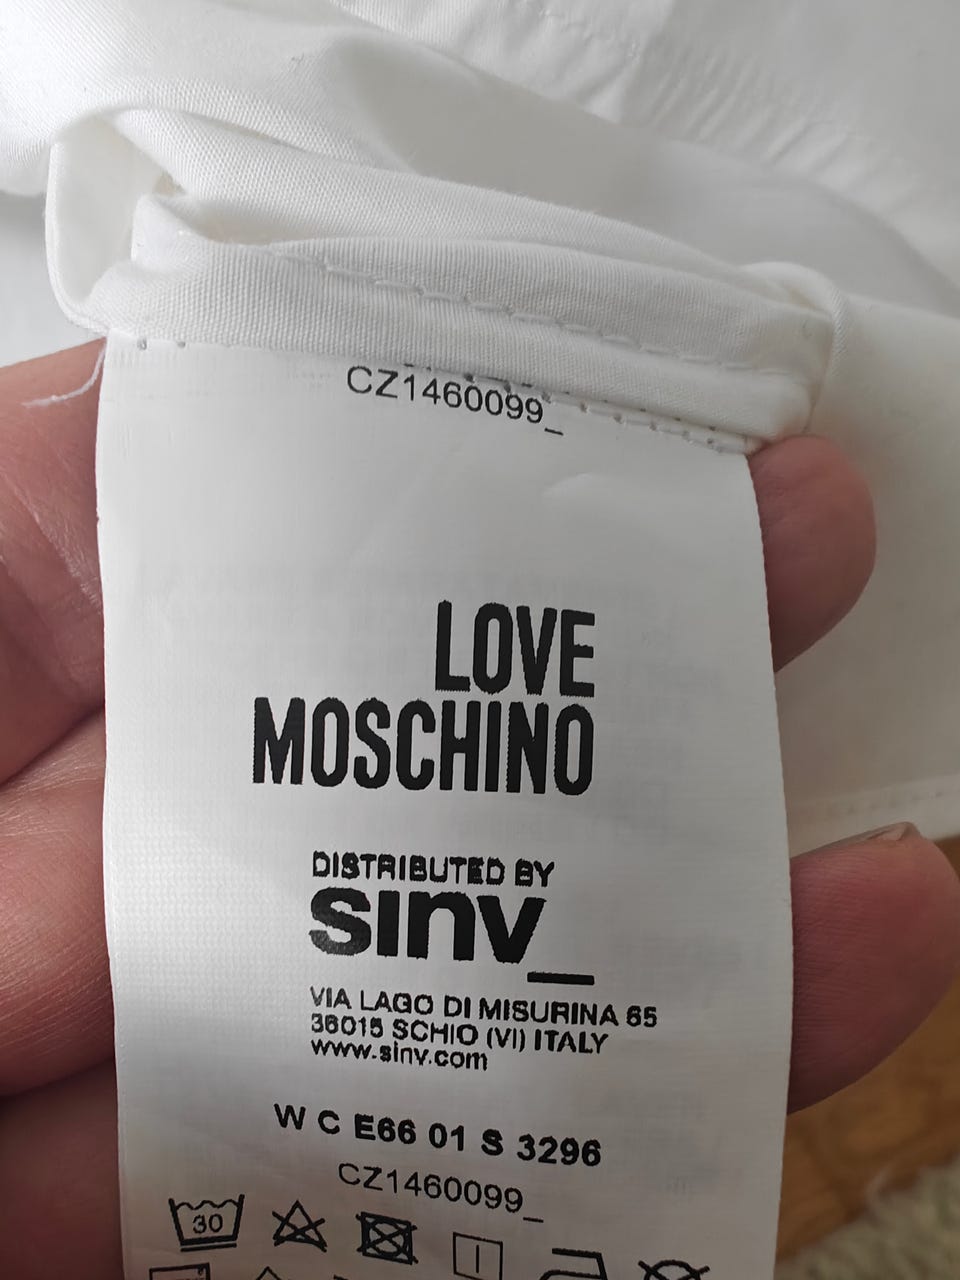 CZ1460099_
LOVE
MOSCHINO
DISTRIBUTED BY
sinv_
VIA LAGO DI MISURINA 65
36015 SCHIO (VI) ITALY
www.sinv.com
W C E66 01 S 3296
CZ1460099_
30